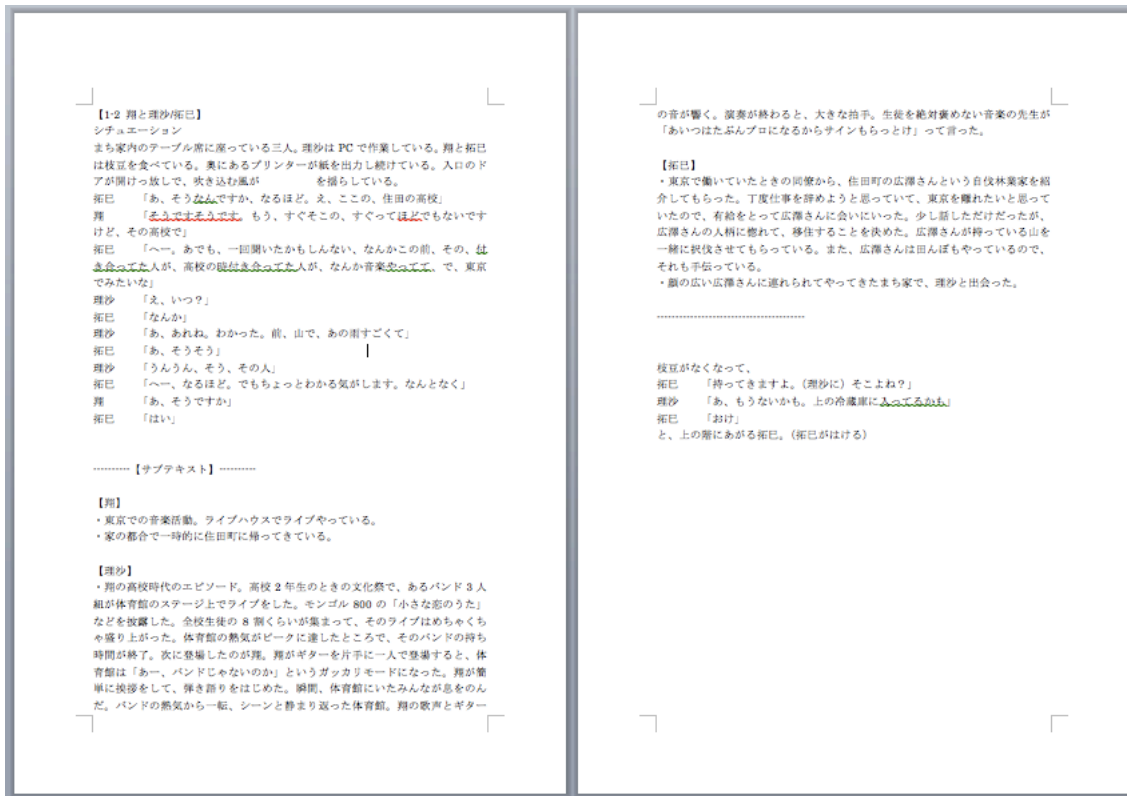 【1-2 翔と理沙/拓巳】
シチュエーション
まち家内のテーブル席に座っている三人。理沙は PC で作業している。翔と拓巳
は枝豆を食べている。奥にあるプリンターが紙を出力し続けている。入口のド
アが開けっ放しで、吹き込む風が を揺らしている。
拓巳 「あ、そうなんですか、なるほど。え、ここの、住田の高校」
翔 「そうですそうです。もう、すぐそこの、すぐってほどでもないです
けど、その高校で」
拓巳 「へー。あでも、一回聞いたかもしんない、なんかこの前、その、付
き合ってた人が、高校の時付き合ってた人が、なんか音楽やってて、で、東京
でみたいな」
理沙 「え、いつ?」
拓巳 「なんか」
理沙 「あ、あれね。わかった。前、山で、あの雨すごくて」
拓巳 「あ、そうそう」
理沙 「うんうん、そう、その人」
拓巳 「へー、なるほど。でもちょっとわかる気がします。なんとなく」
翔 「あ、そうですか」
拓巳 「はい」
----------【サブテキスト】----------
【翔】
・東京での音楽活動。ライブハウスでライブやっている。
・家の都合で一時的に住田町に帰ってきている。
【理沙】
・翔の高校時代のエピソード。高校 2 年生のときの文化祭で、あるバンド 3 人
組が体育館のステージ上でライブをした。モンゴル 800 の「小さな恋のうた」
などを披露した。全校生徒の 8 割くらいが集まって、そのライブはめちゃくち
ゃ盛り上がった。体育館の熱気がピークに達したところで、そのバンドの持ち
時間が終了。次に登場したのが翔。翔がギターを片手に一人で登場すると、体
育館は「あー、バンドじゃないのか」というガッカリモードになった。翔が簡
単に挨拶をして、弾き語りをはじめた。瞬間、体育館にいたみんなが息をのん
だ。バンドの熱気から一転、シーンと静まり返った体育館。翔の歌声とギター
の音が響く。演奏が終わると、大きな拍手。生徒を絶対褒めない音楽の先生が
「あいつはたぶんプロになるからサインもらっとけ」って言った。
【拓巳】
・東京で働いていたときの同僚から、住田町の広澤さんという自伐林業家を紹
介してもらった。丁度仕事を辞めようと思っていて、東京を離れたいと思って
いたので、有給をとって広澤さんに会いにいった。少し話しただけだったが、
広澤さんの人柄に惚れて、移住することを決めた。広澤さんが持っている山を
一緒に択伐させてもらっている。また、広澤さんは田んぼもやっているので、
それも手伝っている。
・顔の広い広澤さんに連れられてやってきたまち家で、理沙と出会った。
----------------------------------------
枝豆がなくなって、
拓巳 「持ってきますよ。(理沙に)そこよね?」
理沙 「あ、もうないかも。上の冷蔵庫に入ってるかも」
拓巳 「おけ」
と、上の階にあがる拓巳。(拓巳がはける)